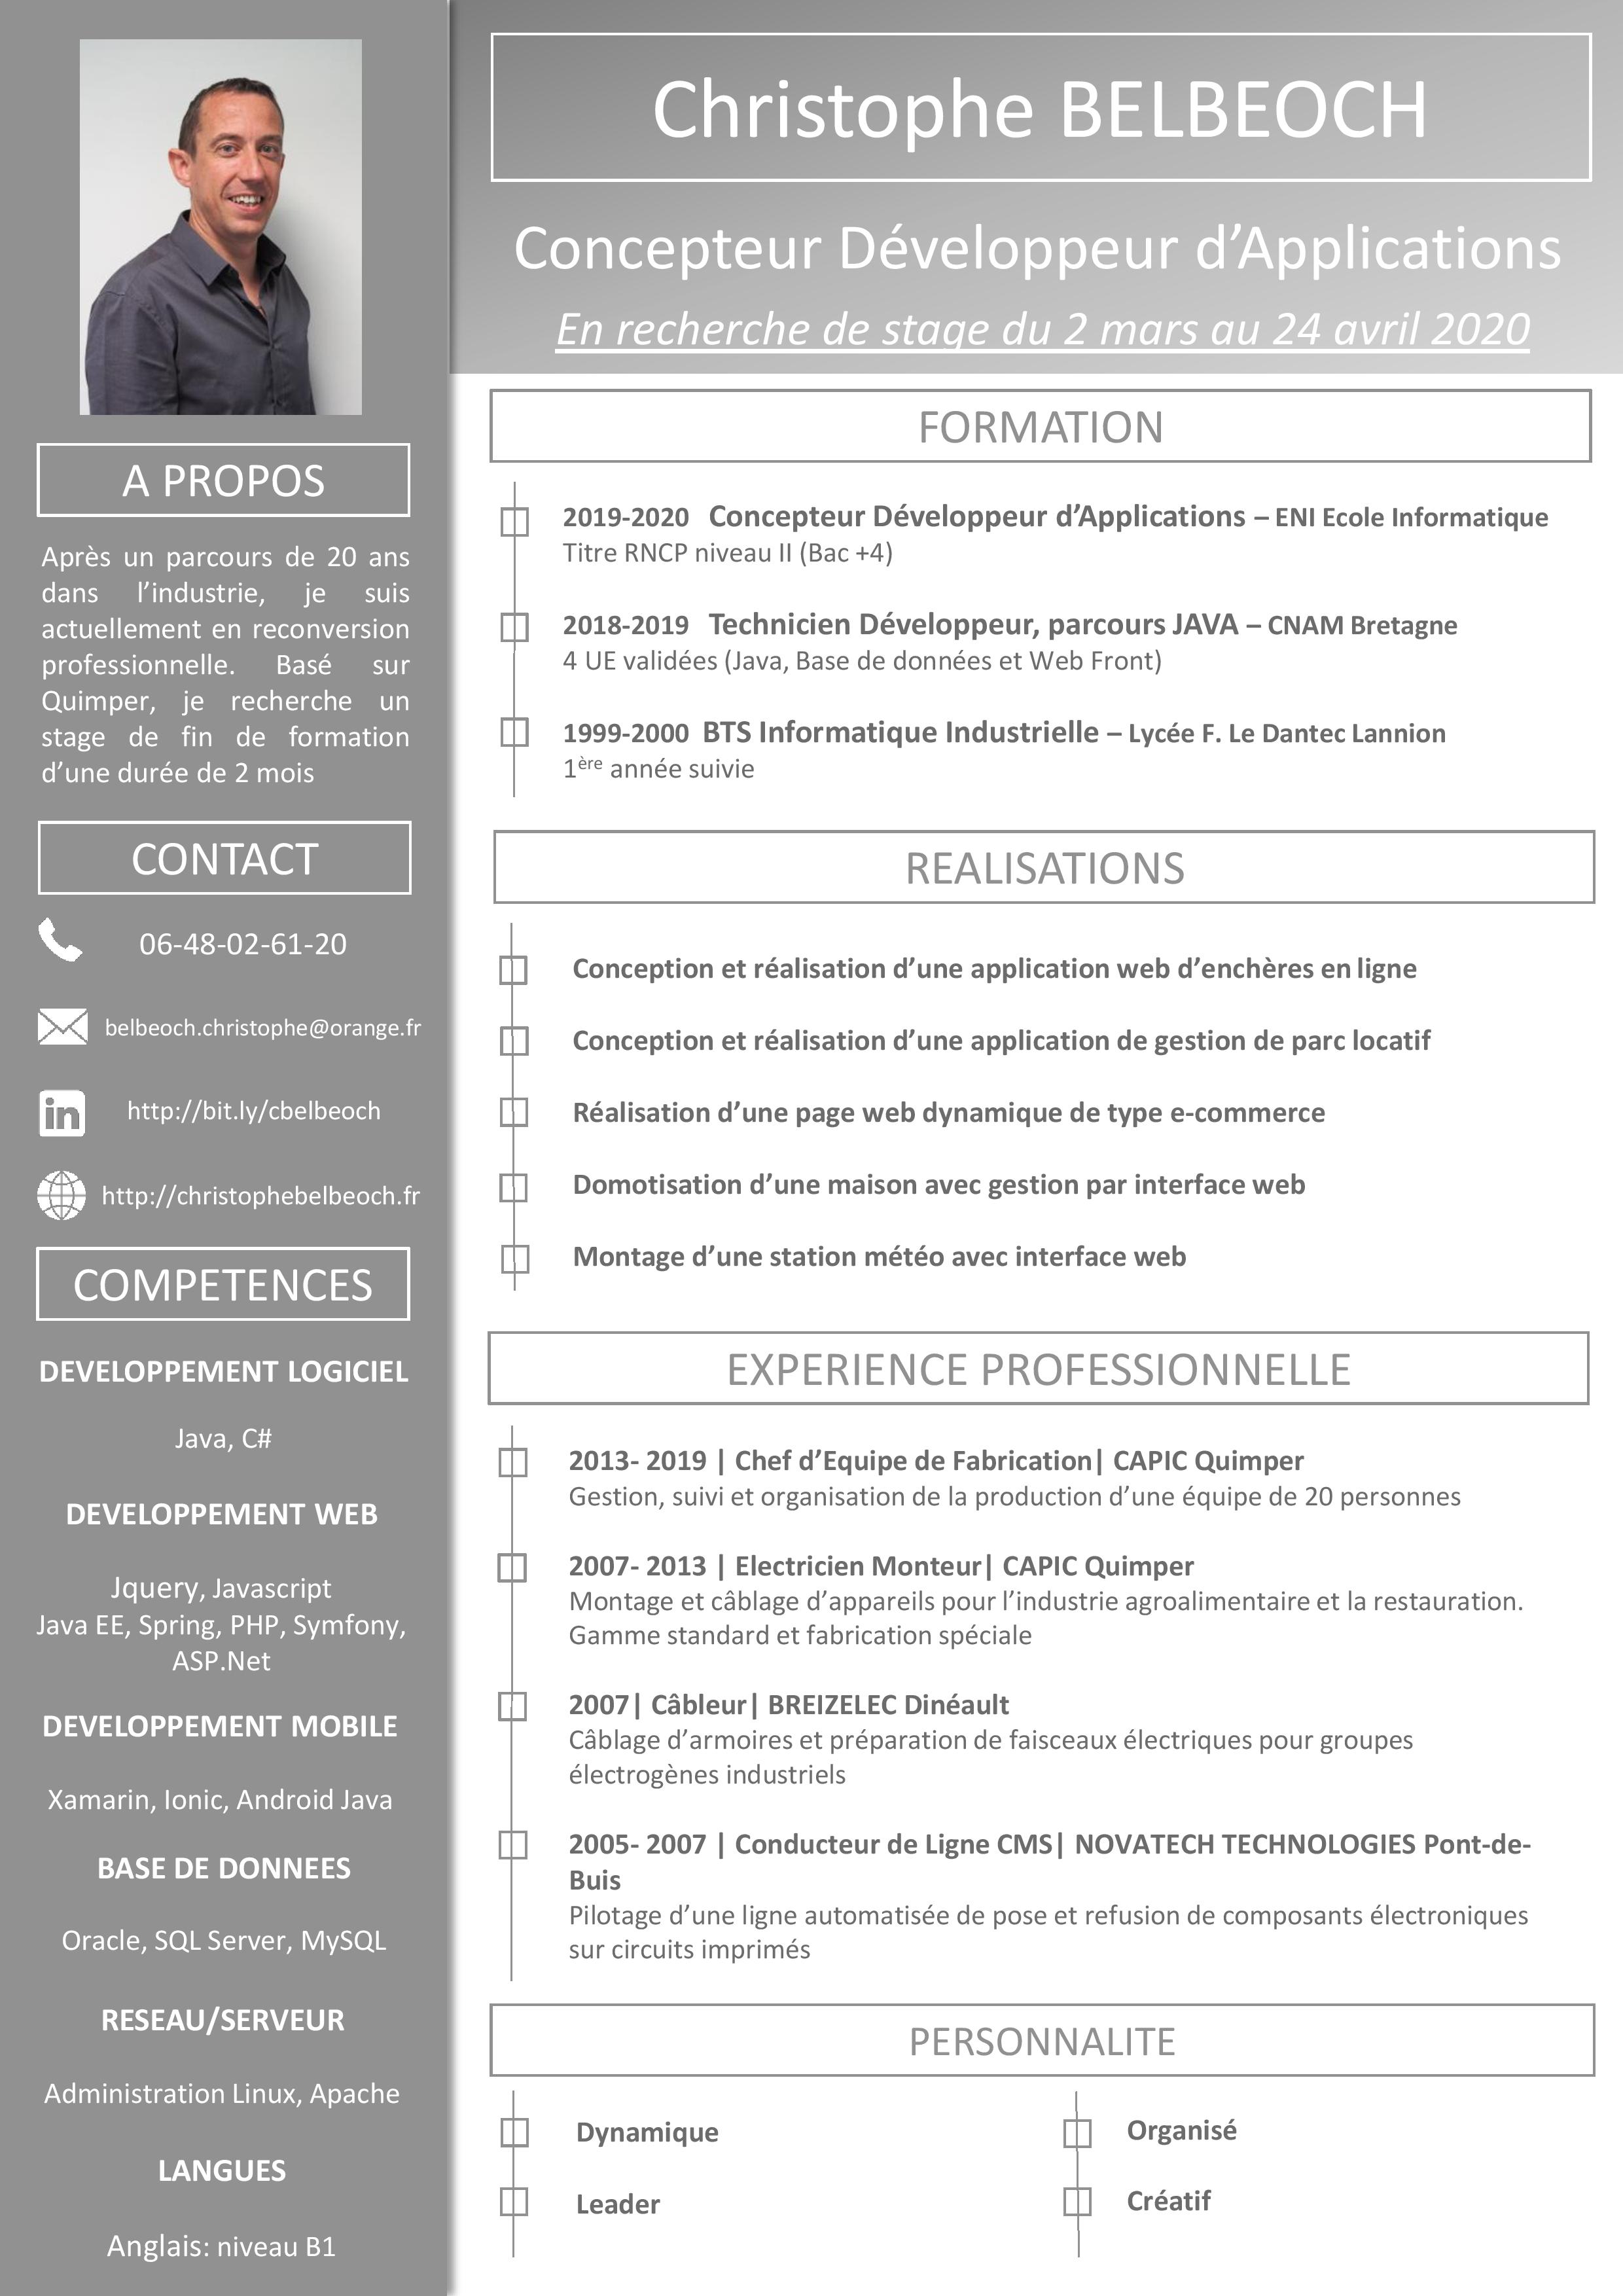 Christophe BELBEOCH
Concepteur Développeur d’Applications
En recherche de stage du 2 mars au 24 avril 2020
A PROPOS
Après un parcours de 20 ans
dans l’industrie, je suis
actuellement en reconversion
professionnelle. Basé sur
Quimper, je recherche un
stage de fin de formation
d’une durée de 2 mois
CONTACT
06-48-02-61-20
belbeoch.christophe@orange.fr
in
http://bit.ly/cbelbeoch
http://christophebelbeoch.fr
COMPETENCES
DEVELOPPEMENT LOGICIEL
Java, C#
DEVELOPPEMENT WEB
Jquery, Javascript
Java EE, Spring, PHP, Symfony,
ASP.Net
DEVELOPPEMENT MOBILE
Xamarin, Ionic, Android Java
BASE DE DONNEES
Oracle, SQL Server, MySQL
RESEAU/SERVEUR
Administration Linux, Apache
LANGUES
Anglais: niveau B1
FORMATION
2019-2020 Concepteur Développeur d’Applications – ENI Ecole Informatique
Titre RNCP niveau II (Bac +4)
2018-2019 Technicien Développeur, parcours JAVA – CNAM Bretagne
4 UE validées (Java, Base de données et Web Front)
1999-2000 BTS Informatique Industrielle – Lycée F. Le Dantec Lannion
1ère année suivie
REALISATIONS
Conception et réalisation d’une application web d’enchères en ligne
Conception et réalisation d’une application de gestion de parc locatif
Réalisation d’une page web dynamique de type e-commerce
Domotisation d’une maison avec gestion par interface web
Montage d’une station météo avec interface web
EXPERIENCE PROFESSIONNELLE
2013- 2019 | Chef d’Equipe de Fabrication| CAPIC Quimper
Gestion, suivi et organisation de la production d’une équipe de 20 personnes
2007- 2013 | Electricien Monteur| CAPIC Quimper
Montage et câblage d’appareils pour l’industrie agroalimentaire et la restauration.
Gamme standard et fabrication spéciale
2007| Câbleur| BREIZELEC Dinéault
Câblage d’armoires et préparation de faisceaux électriques pour groupes
électrogènes industriels
2005- 2007 | Conducteur de Ligne CMS| NOVATECH TECHNOLOGIES Pont-de-
Buis
Pilotage d’une ligne automatisée de pose et refusion de composants électroniques
sur circuits imprimés
PERSONNALITE
Dynamique
Organisé
Leader
Créatif